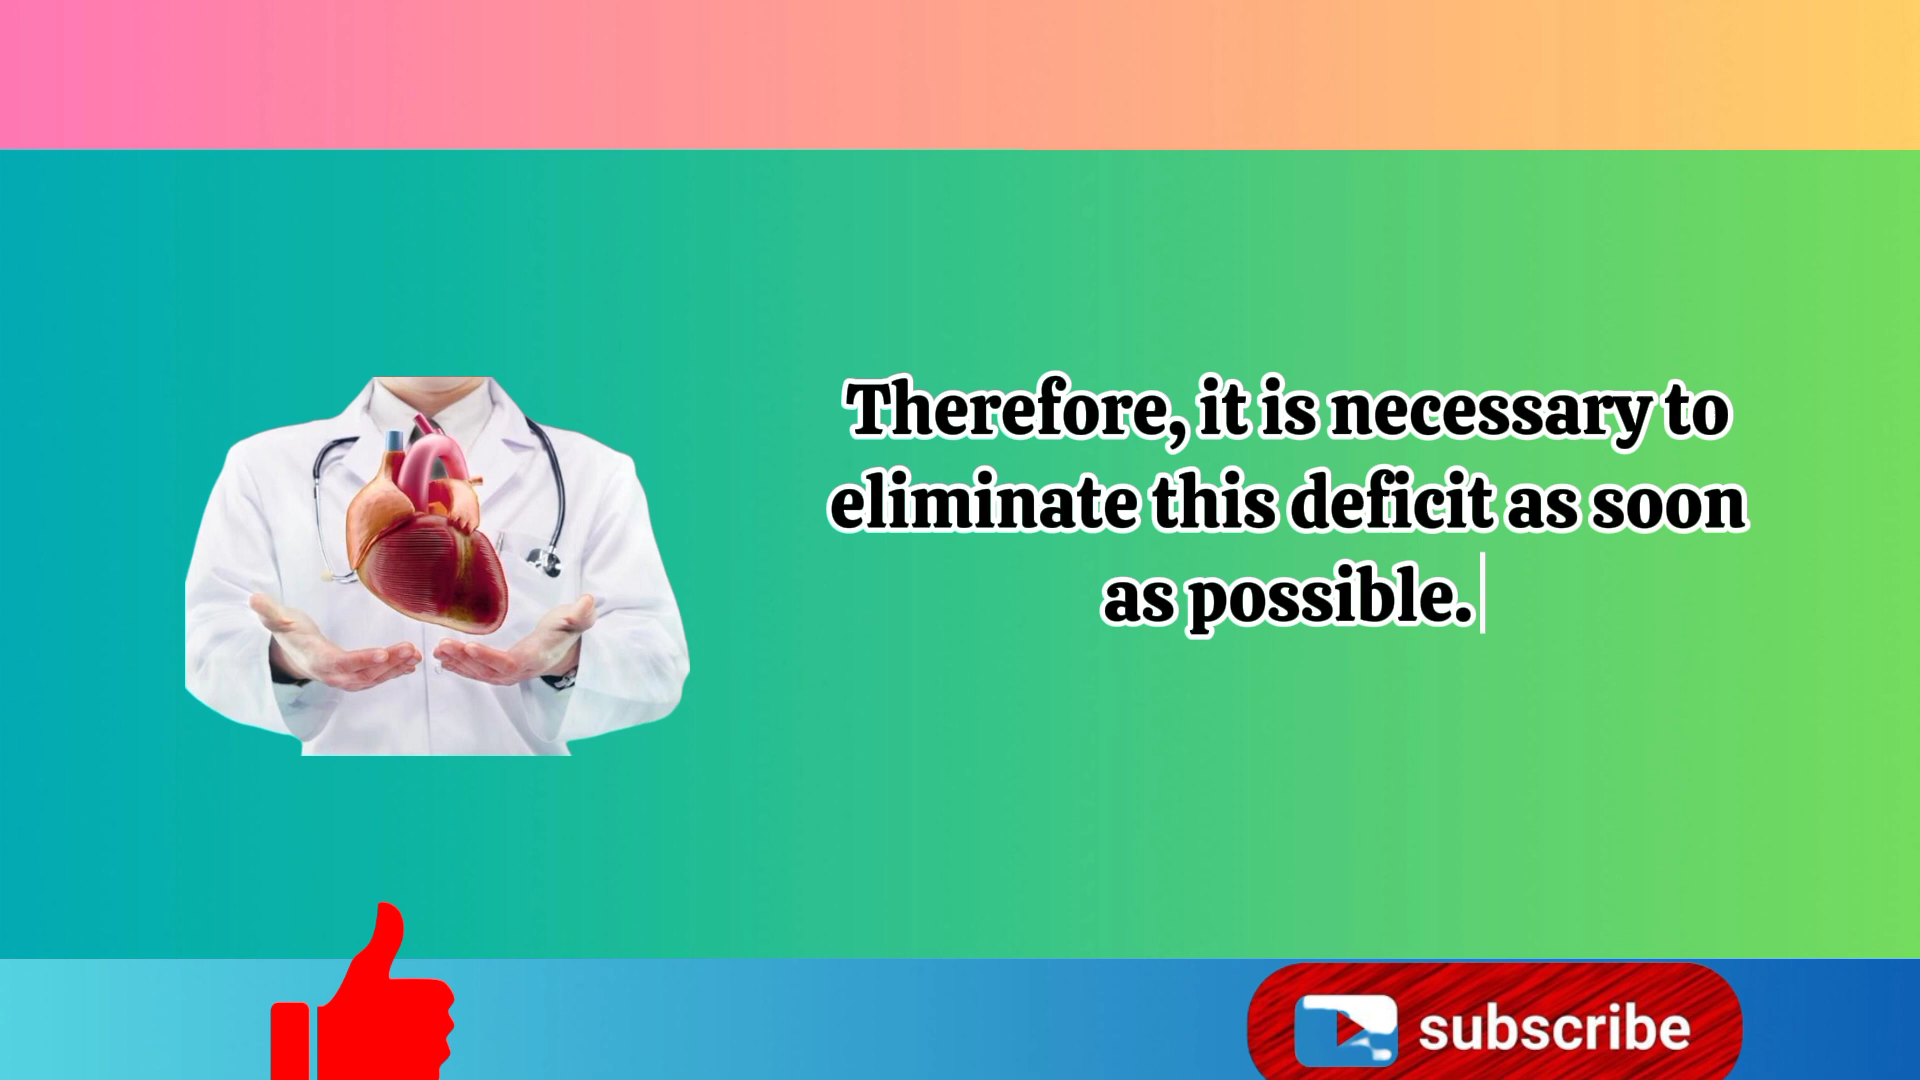 Therefore, it is necessary to
eliminate this deficit as soon
as possible.
subscribe